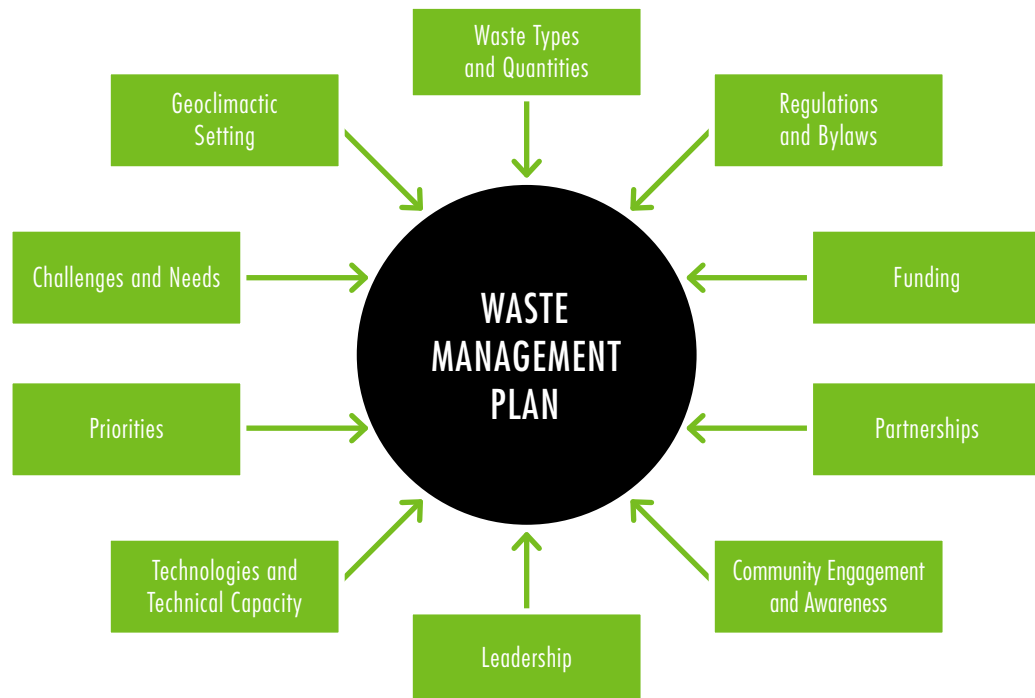 Waste Types
and Quantities
Geoclimactic
Setting
Regulations
and Bylaws
Challenges and Needs
Funding
WASTE
MANAGEMENT
PLAN
Priorities
Partnerships
Technologies and
Technical Capacity
Community Engagement
and Awareness
Leadership